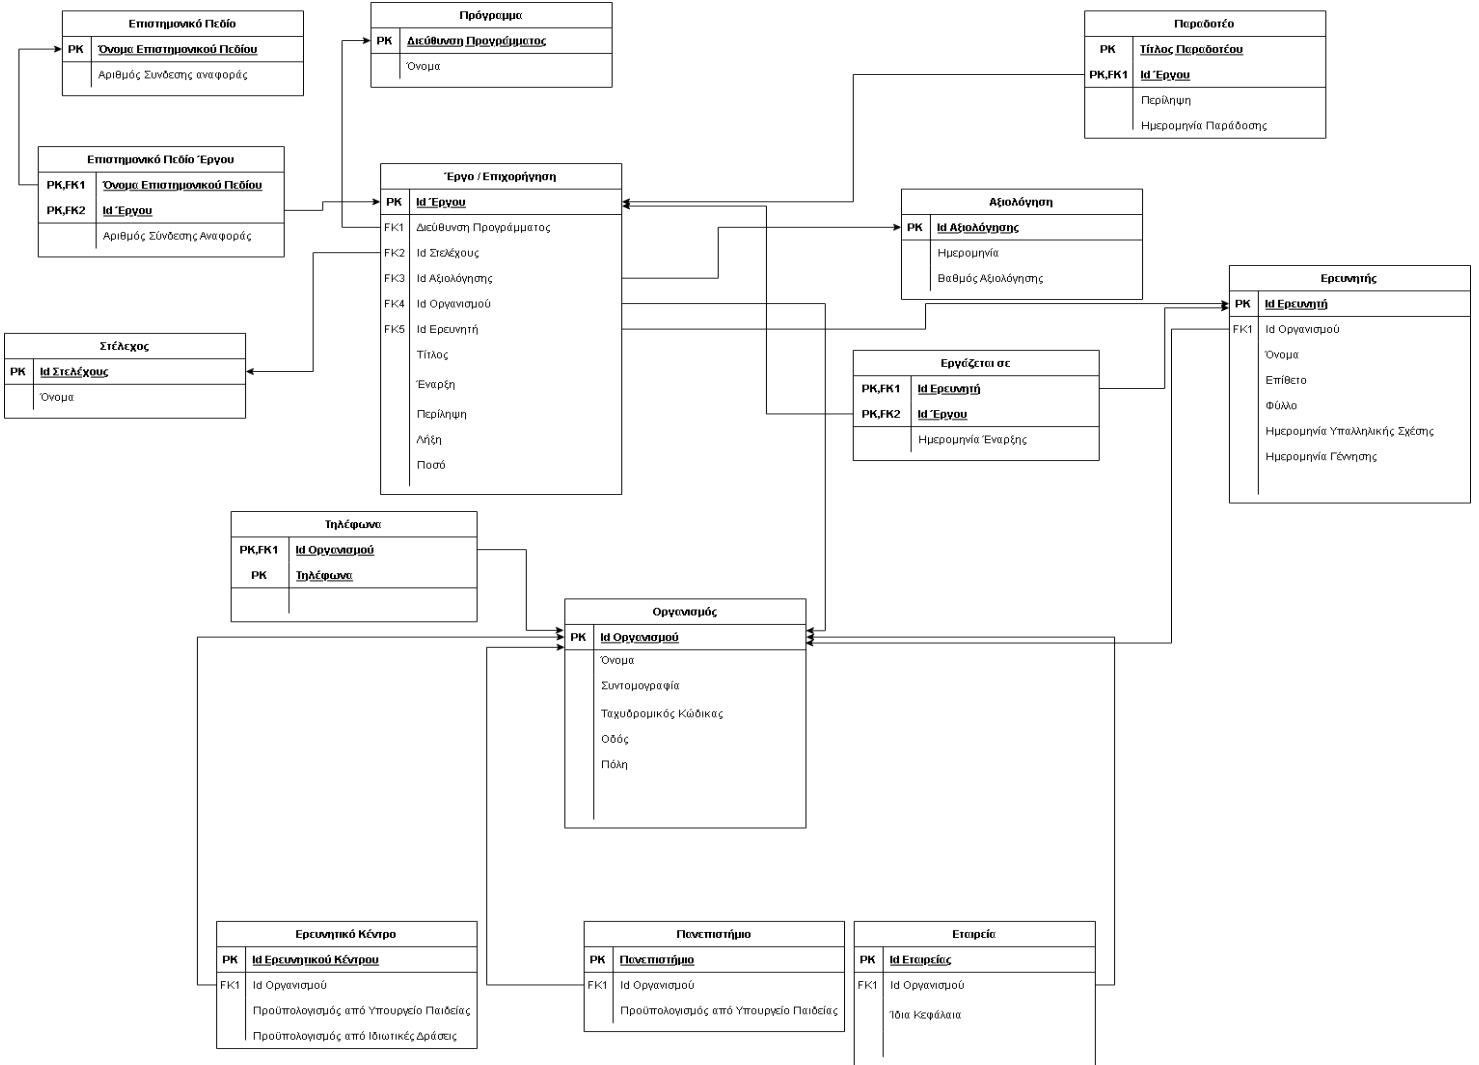 Επιστημονικό Πεδίο
PK Όνομα Επιστημονικού Πεδίου
Αριθμός Συνδεσης αναφοράς
Πρόγραμμα
PK Διεύθυνση Προγράμματος
Όνομα
Παραδοτέο
PK Τίτλος Παραδοτέου
PK,FK1 Id Έργου
Περίληψη
Ημερομηνία Παράδοσης
Επιστημονικό Πεδίο Έργου
PK,FK1 Όνομα Επιστημονικού Πεδίου
PK,FK2 Id Έργου
Αριθμός Σύνδεσης Αναφοράς
Έργο / Επιχορήγηση
PK Id Έργου
FK1 Διεύθυνση Προγράμματος
FK2 Id Στελέχους
FK3 Id Αξιολόγησης
FK4 Id Οργανισμού
FK5 Id Ερευνητή
Τίτλος
Έναρξη
Περίληψη
Λήξη
Ποσό
Αξιολόγηση
PK Id Αξιολόγησης
Ημερομηνία
Βαθμός Αξιολόγησης
Ερευνητής
PK Id Ερευνητή
FK1 Id Οργανισμού
Όνομα
Επίθετο
Φύλλο
Ημερομηνία Υπαλληλικής Σχέσης
Ημερομηνία Γέννησης
Στέλεχος
PK Id Στελέχους
Όνομα
Εργάζεται σε
PK,FK1 Id Ερευνητή
PK,FK2 Id Έργου
Ημερομηνία Έναρξης
Τηλέφωνα
PK,FK1 Id Οργανισμού
PK Τηλέφωνα
Οργανισμός
PK Id Οργανισμού
Όνομα
Συντομογραφία
Ταχυδρομικός Κώδικας
Οδός
Πόλη
Ερευνητικό Κέντρο
PK Id Ερευνητικού Κέντρου
FK1 Id Οργανισμού
Προϋπολογισμός από Υπουργείο Παιδείας
Προϋπολογισμός από Ιδιωτικές Δράσεις
Πανεπιστήμιο
PK Πανεπιστήμιο
FK1 Id Οργανισμού
Προϋπολογισμός από Υπουργείο Παιδείας
Εταιρεία
PK Id Εταιρείας
FK1 Id Οργανισμού
Ίδια Κεφάλαια